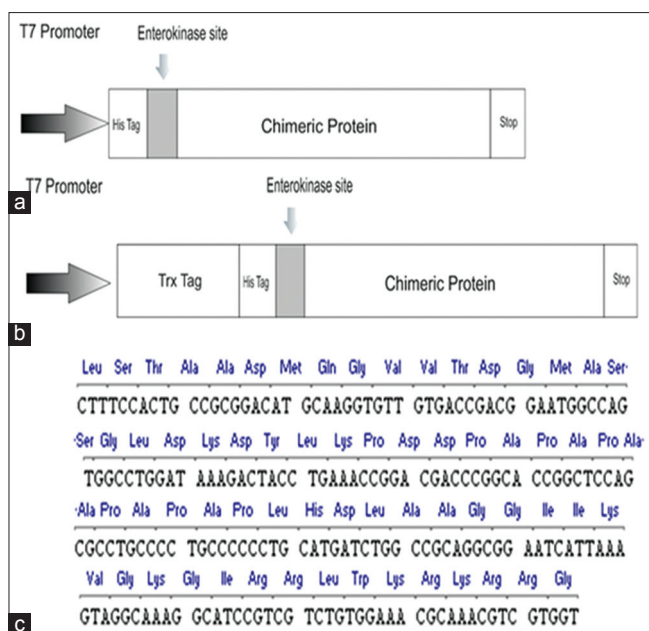 T7 Promoter Enterokinase site
His Tag Chimeric Protein Stop
a
T7 Promoter Enterokinase site
Trx Tag His Tag Chimeric Protein Stop
b
Leu Ser Thr Ala Ala Asp Met Gln Gly Val Val Thr Asp Gly Met Ala Ser·
CTTTCCACTG CCGCGGACAT GCAAGGTGTT GTGACCGACG GAATGGCCAG
·Ser Gly Leu Asp Lys Asp Tyr Leu Lys Pro Asp Asp Pro Ala Pro Ala Pro Ala·
TGGCCTGGAT AAAGACTACC TGAAACCGGA CGACCCGGCA CCGGCTCCAG
·Ala Pro Ala Pro Ala Pro Leu His Asp Leu Ala Ala Gly Gly Ile Ile Lys
CGCCTGCCCC TGCCCCCCTG CATGATCTGG CCGCAGGCGG AATCATTAAA
Val Gly Lys Gly Ile Arg Arg Leu Trp Lys Arg Lys Arg Arg Gly
GTAGGCAAAG GCATCCGTCG TCTGTGGAAA CGCAAACGTC GTGGT
c